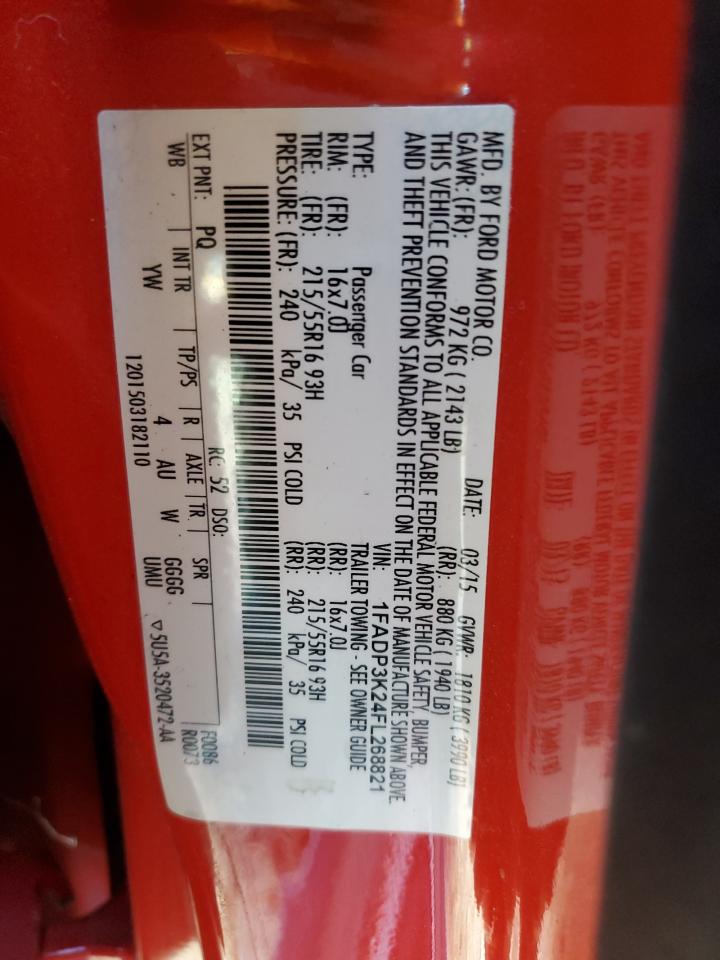 MFD. BY FORD MOTOR CO.
DATE: 03/15 GVWR: 1810 KG ( 3990 LB)
GAWR: (FR): 972 KG ( 2143 LB) (RR): 880 KG ( 1940 LB)
THIS VEHICLE CONFORMS TO ALL APPLICABLE FEDERAL MOTOR VEHICLE SAFETY, BUMPER,
AND THEFT PREVENTION STANDARDS IN EFFECT ON THE DATE OF MANUFACTURE SHOWN ABOVE.
VIN: 1FADP3K24FL268821
TYPE: Passenger Car TRAILER TOWING - SEE OWNER GUIDE
RIM: (FR): 16x7.0J (RR): 16x7.0J
TIRE: (FR): 215/55R16 93H (RR): 215/55R16 93H
PRESSURE: (FR): 240 kPa/ 35 PSI COLD (RR): 240 kPa/ 35 PSI COLD
F0086
R0073
EXT PNT: PQ RC: 52 DSO:
WB INT TR TP/PS R AXLE TR SPR
YW 4 AU W GGGG
UMU
1201503182110 ▽ 5U5A-3520472-AA